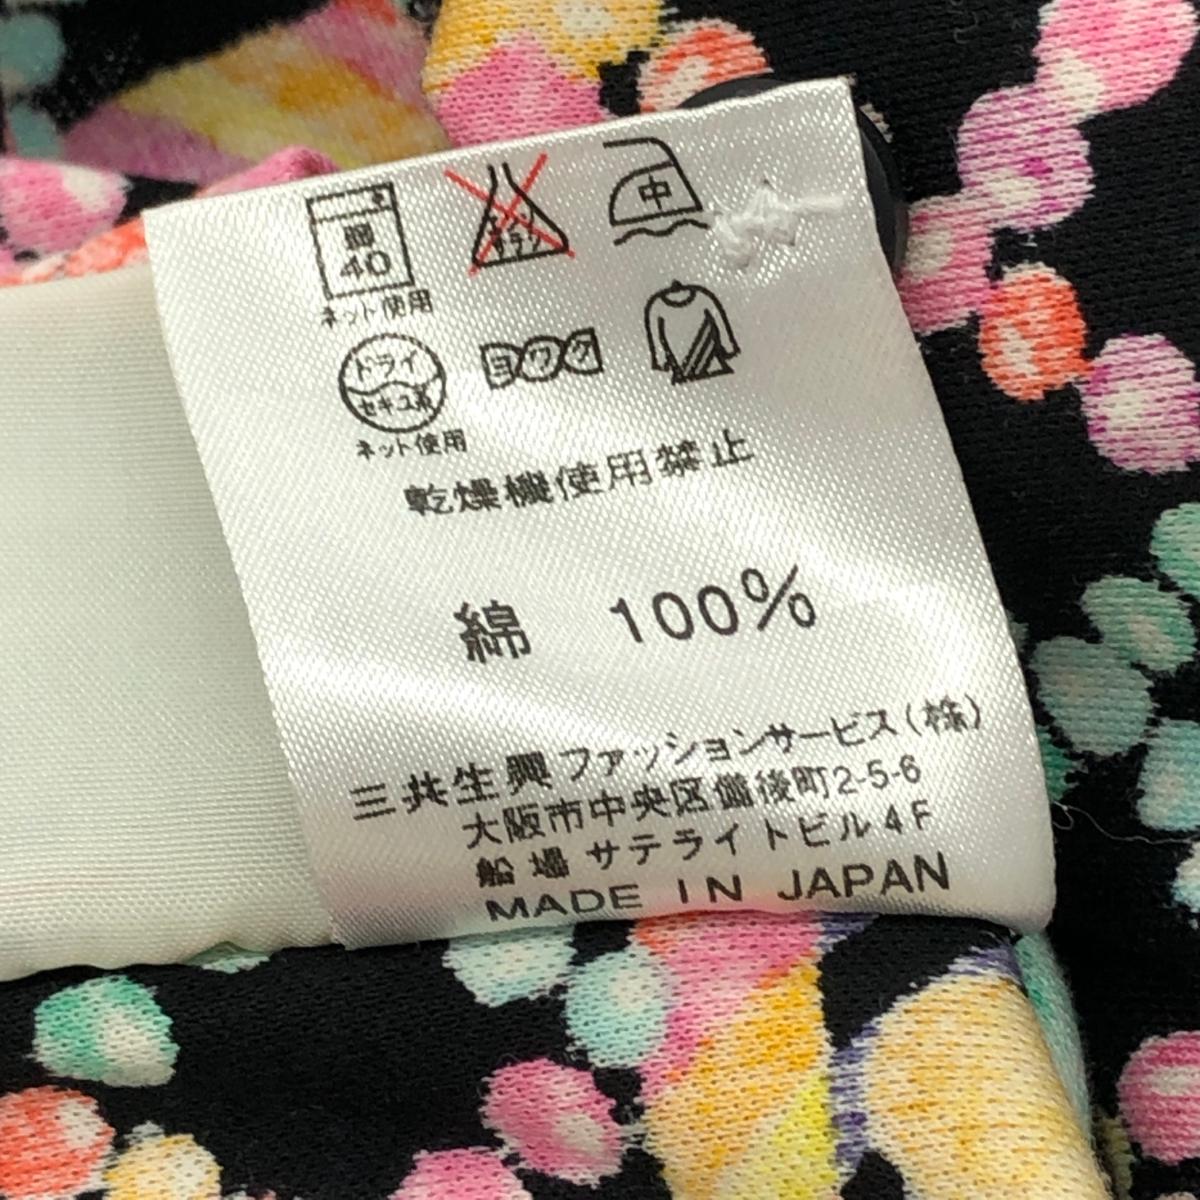 弱
40
ネット使用
エンソ
サラシ
中
ドライ
セキユ系
ネット使用
ヨワク
乾燥機使用禁止
綿 100%
三共生興ファッションサービス(株)
大阪市中央区備後町2-5-6
船場サテライトビル4F
MADE IN JAPAN